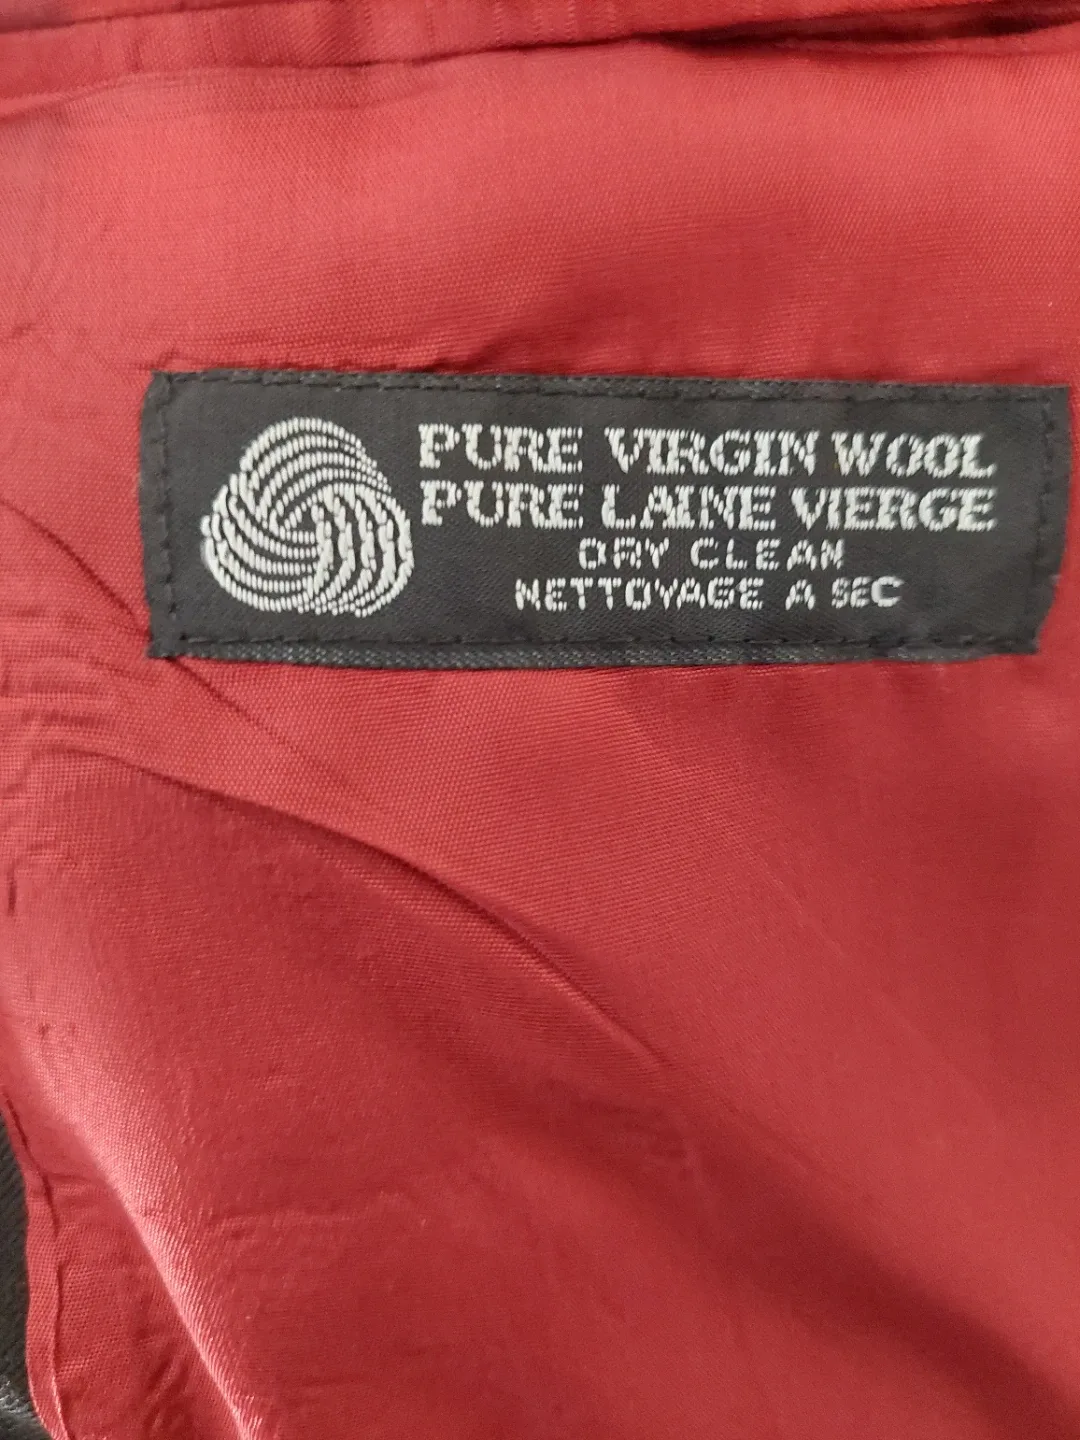 PURE VIRGIN WOOL
PURE LAINE VIERGE
DRY CLEAN
NETTOYAGE A SEC